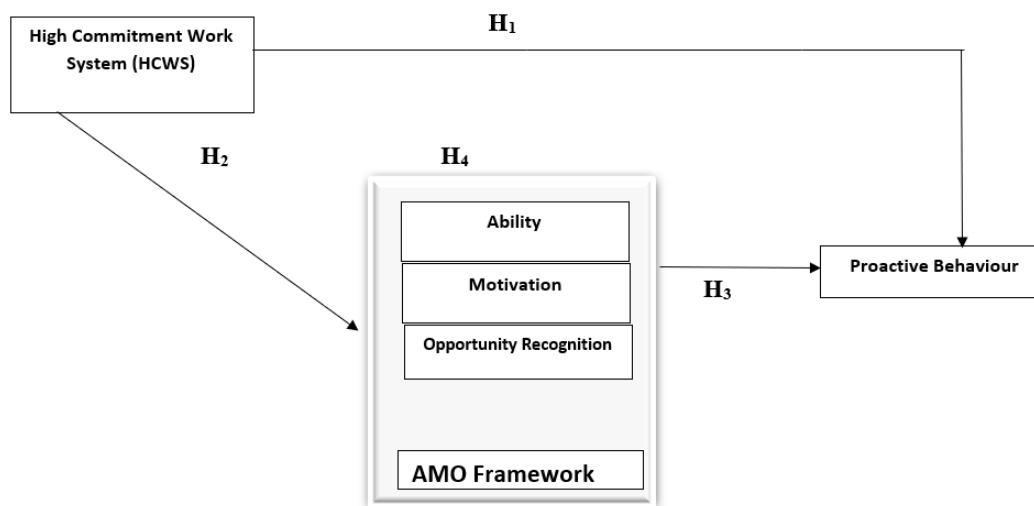 H₁
High Commitment Work
System (HCWS)
H₂
H₄
Ability
Motivation
Opportunity Recognition
AMO Framework
H₃
Proactive Behaviour